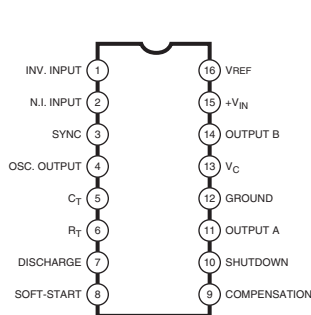 INV. INPUT 1
16 VREF
N.I. INPUT 2
15 +VIN
SYNC 3
14 OUTPUT B
OSC. OUTPUT 4
13 VC
CT 5
12 GROUND
RT 6
11 OUTPUT A
DISCHARGE 7
10 SHUTDOWN
SOFT-START 8
9 COMPENSATION